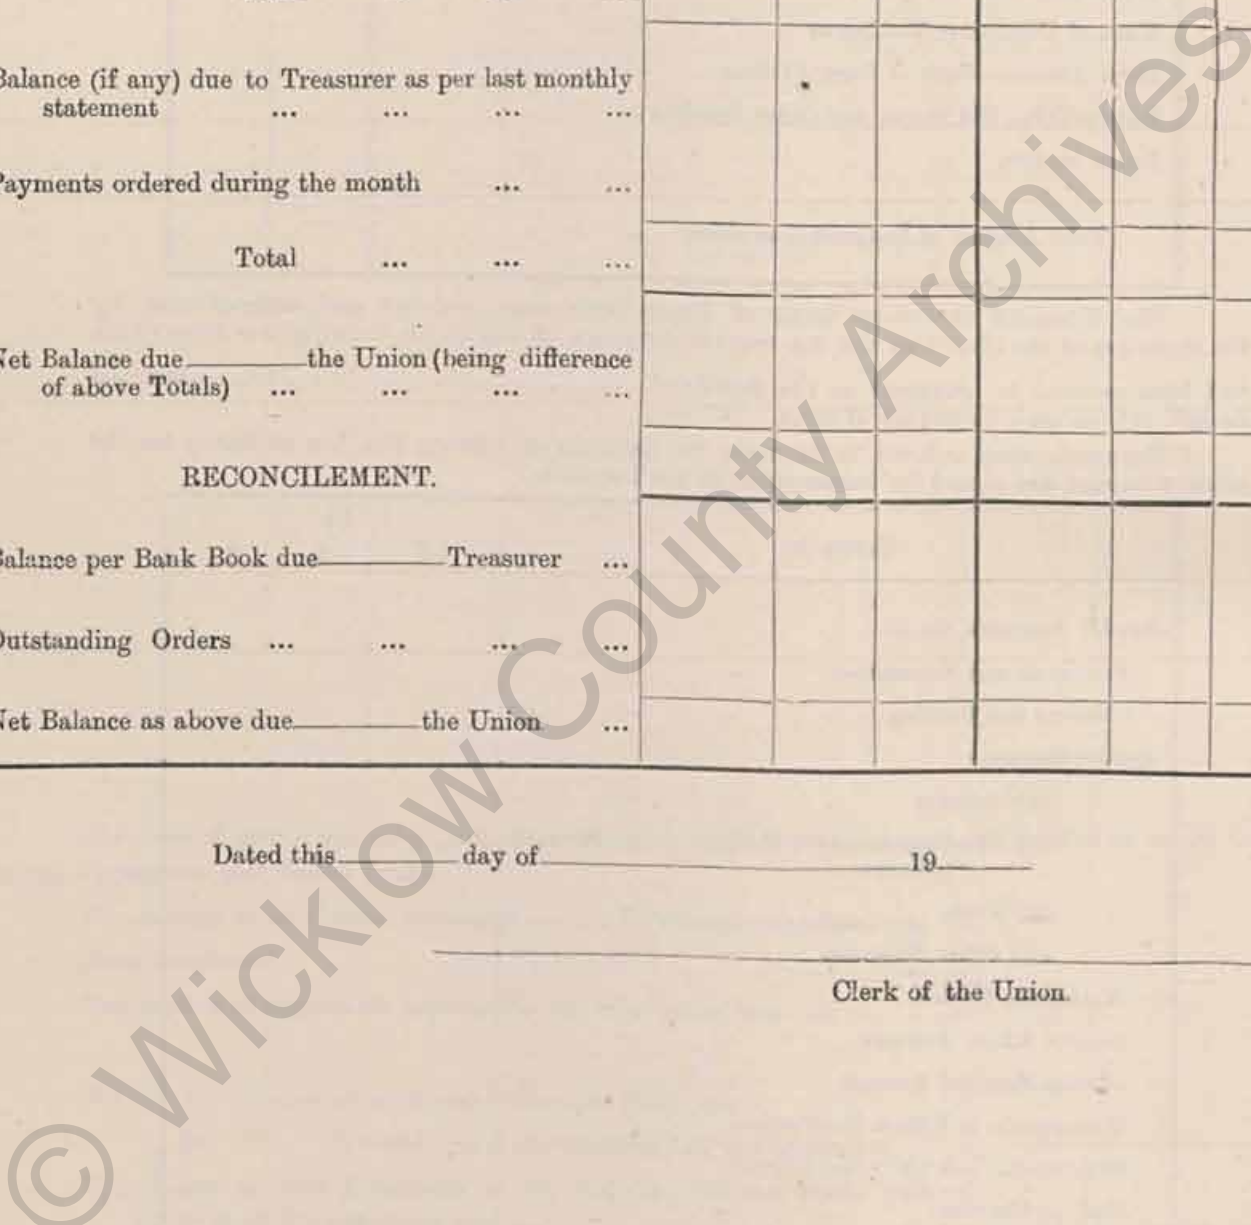 Balance (if any) due to Treasurer as per last monthly
statement ... ... ... ...
Payments ordered during the month ... ...
Total ... ... ...
Net Balance due the Union (being difference
of above Totals) ... ... ... ...
RECONCILEMENT.
Balance per Bank Book due Treasurer ...
Outstanding Orders ... ... ... ...
Net Balance as above due the Union ...
Dated this day of 19
Clerk of the Union.
© Wicklow County Archives